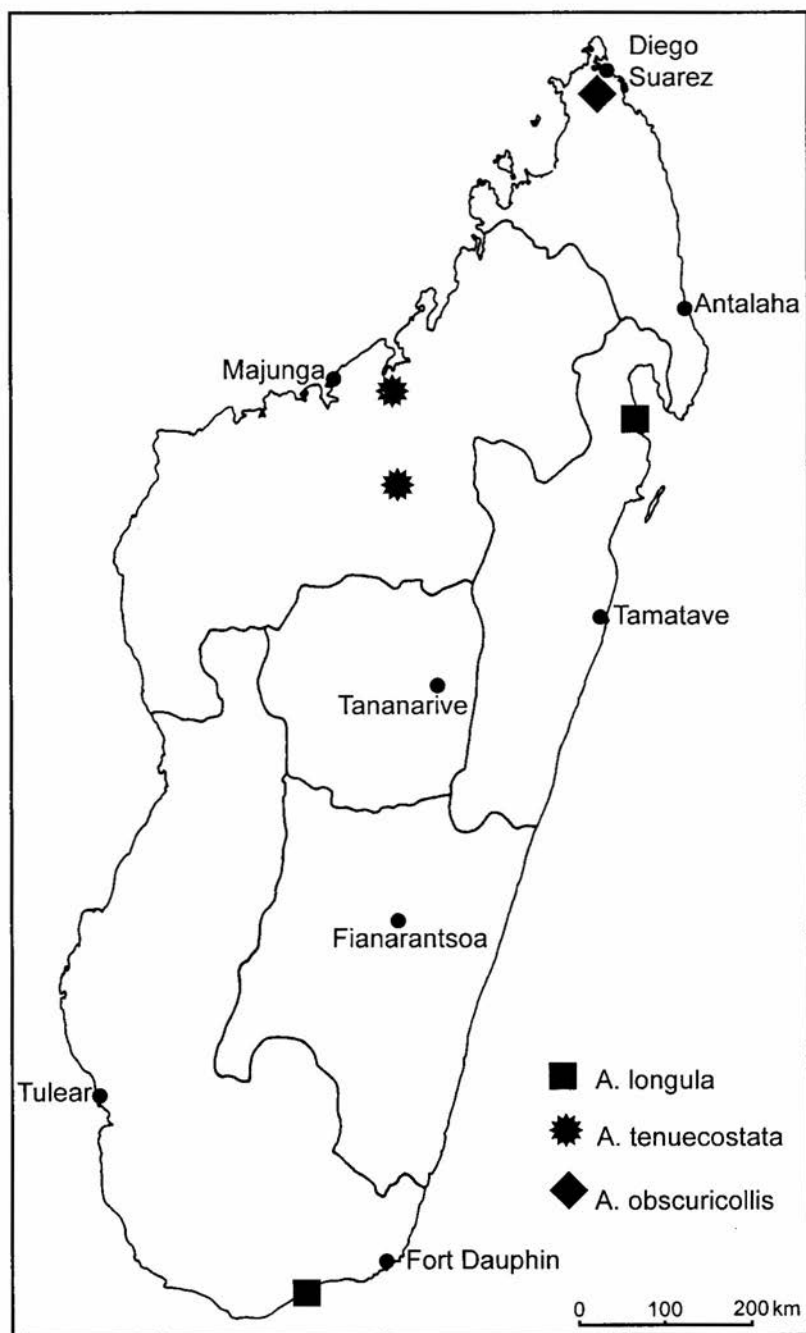 Diego
Suarez
Antalaha
Majunga
Tamatave
Tananarive
Fianarantsoa
A. longula
Tulear
A. tenuecostata
A. obscuricollis
Fort Dauphin
0 100 200 km